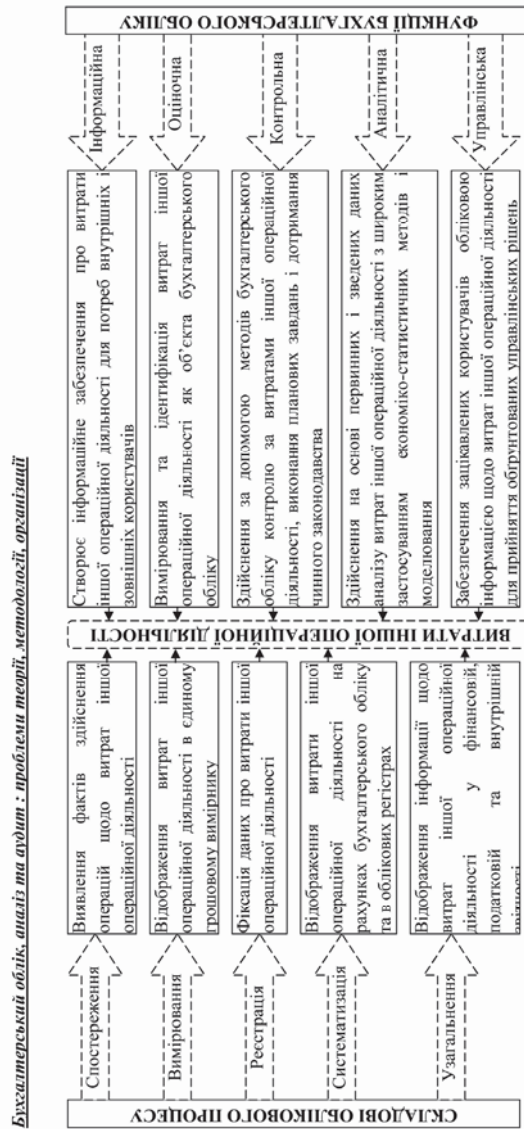 Бухгалтерський облік, аналіз та аудит : проблеми теорії, методології, організації
СКЛАДОВІ ОБЛІКОВОГО ПРОЦЕСУ
Спостереження
Виявлення фактів здійснення
операцій щодо витрат іншої
операційної діяльності
Вимірювання
Відображення витрат іншої
операційної діяльності в єдиному
грошовому вимірнику
Реєстрація
Фіксація даних про витрати іншої
операційної діяльності
Систематизація
Відображення витрати іншої
операційної діяльності на
рахунках бухгалтерського обліку
та в облікових регістрах
Узагальнення
Відображення інформації щодо
витрат іншої операційної
діяльності у фінансовій,
податковій та внутрішній
звітності
ВИТРАТИ ІНШОЇ ОПЕРАЦІЙНОЇ ДІЯЛЬНОСТІ
Створює інформаційне забезпечення про витрати
іншої операційної діяльності для потреб внутрішніх і
зовнішніх користувачів
Інформаційна
Вимірювання та ідентифікація витрат іншої
операційної діяльності як об’єкта бухгалтерського
обліку
Оціночна
Здійснення за допомогою методів бухгалтерського
обліку контролю за витратами іншої операційної
діяльності, виконання планових завдань і дотримання
чинного законодавства
Контрольна
Здійснення на основі первинних і зведених даних
аналізу витрат іншої операційної діяльності з широким
застосуванням економіко-статистичних методів і
моделювання
Аналітична
Забезпечення зацікавлених користувачів обліковою
інформацією щодо витрат іншої операційної діяльності
для прийняття обґрунтованих управлінських рішень
Управлінська
ФУНКЦІЇ БУХГАЛТЕРСЬКОГО ОБЛІКУ